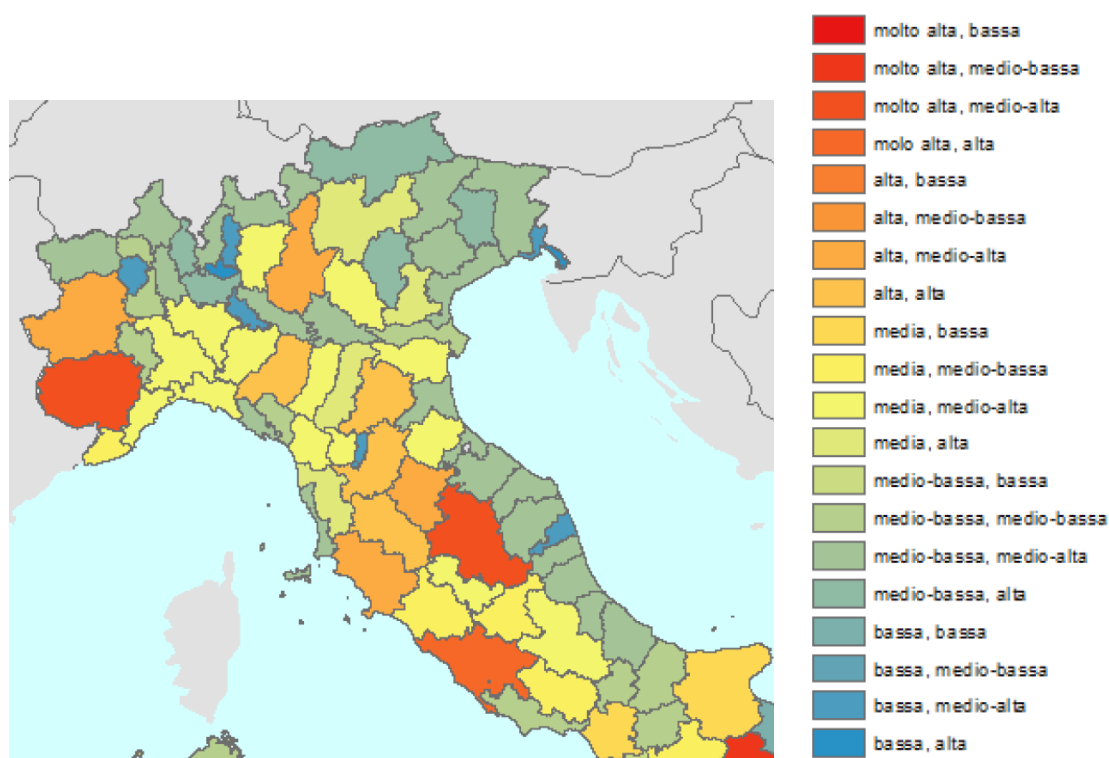 molto alta, bassa
molto alta, medio-bassa
molto alta, medio-alta
molo alta, alta
alta, bassa
alta, medio-bassa
alta, medio-alta
alta, alta
media, bassa
media, medio-bassa
media, medio-alta
media, alta
medio-bassa, bassa
medio-bassa, medio-bassa
medio-bassa, medio-alta
medio-bassa, alta
bassa, bassa
bassa, medio-bassa
bassa, medio-alta
bassa, alta